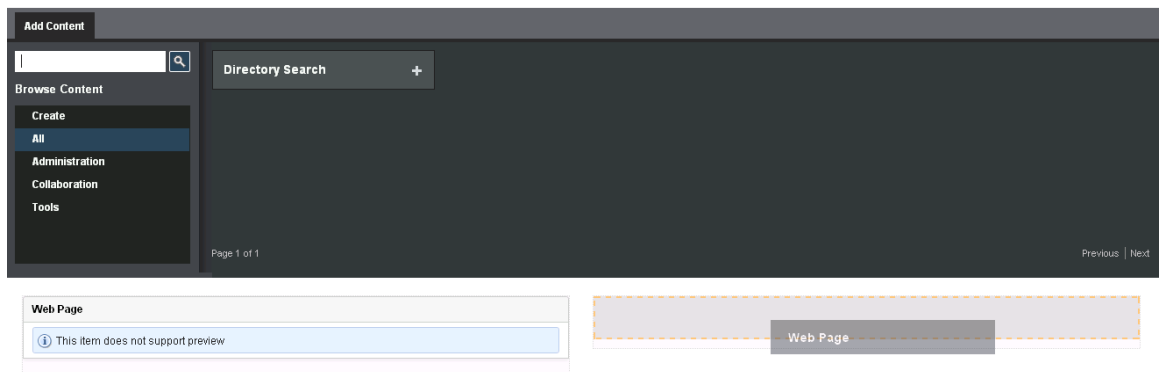 Add Content
Directory Search +
Browse Content
Create
All
Administration
Collaboration
Tools
Page 1 of 1
Previous | Next
Web Page
This item does not support preview
Web Page